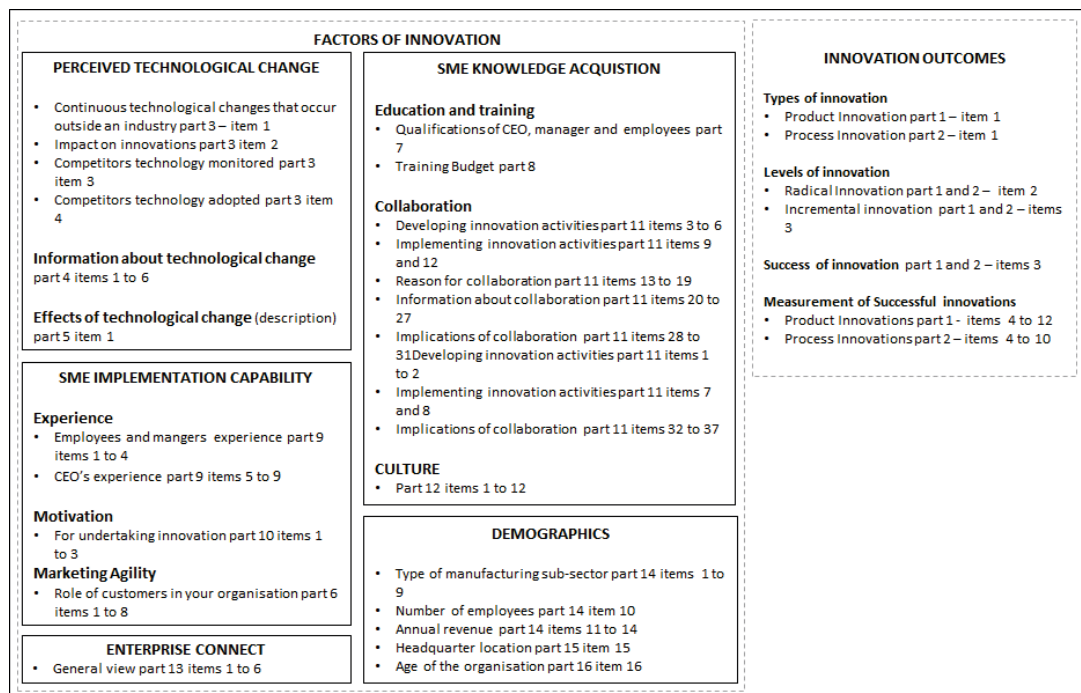 FACTORS OF INNOVATION
PERCEIVED TECHNOLOGICAL CHANGE
• Continuous technological changes that occur
outside an industry part 3 – item 1
• Impact on innovations part 3 item 2
• Competitors technology monitored part 3
item 3
• Competitors technology adopted part 3 item
4
Information about technological change
part 4 items 1 to 6
Effects of technological change (description)
part 5 item 1
SME IMPLEMENTATION CAPABILITY
Experience
• Employees and mangers experience part 9
items 1 to 4
• CEO's experience part 9 items 5 to 9
Motivation
• For undertaking innovation part 10 items 1
to 3
Marketing Agility
• Role of customers in your organisation part 6
items 1 to 8
ENTERPRISE CONNECT
• General view part 13 items 1 to 6
SME KNOWLEDGE ACQUISTION
Education and training
• Qualifications of CEO, manager and employees part
7
• Training Budget part 8
Collaboration
• Developing innovation activities part 11 items 3 to 6
• Implementing innovation activities part 11 items 9
and 12
• Reason for collaboration part 11 items 13 to 19
• Information about collaboration part 11 items 20 to
27
• Implications of collaboration part 11 items 28 to
31Developing innovation activities part 11 items 1
to 2
• Implementing innovation activities part 11 items 7
and 8
• Implications of collaboration part 11 items 32 to 37
CULTURE
• Part 12 items 1 to 12
DEMOGRAPHICS
• Type of manufacturing sub-sector part 14 items 1 to
9
• Number of employees part 14 item 10
• Annual revenue part 14 items 11 to 14
• Headquarter location part 15 item 15
• Age of the organisation part 16 item 16
INNOVATION OUTCOMES
Types of innovation
• Product Innovation part 1 – item 1
• Process Innovation part 2 – item 1
Levels of innovation
• Radical Innovation part 1 and 2 – item 2
• Incremental innovation part 1 and 2 – items
3
Success of innovation part 1 and 2 – items 3
Measurement of Successful innovations
• Product Innovations part 1 - items 4 to 12
• Process Innovations part 2 – items 4 to 10